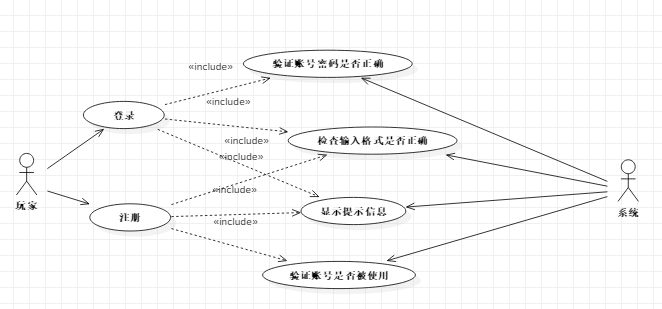 «include»
验证账号密码是否正确
«include»
登录
«include»
检查输入格式是否正确
«include»
玩家
«include»
系统
注册
«include»
显示提示信息
验证账号是否被使用